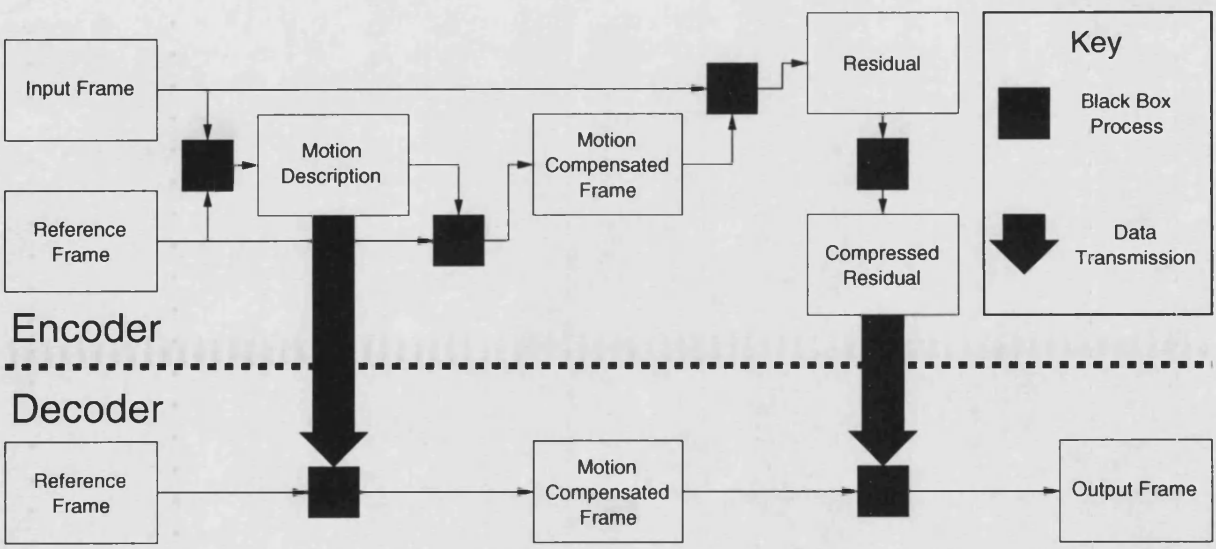 Input Frame
Reference
Frame
Motion
Description
Motion
Compensated
Frame
Residual
Compressed
Residual
Key
Black Box
Process
Data
Transmission
Encoder
Decoder
Reference
Frame
Motion
Compensated
Frame
Output Frame